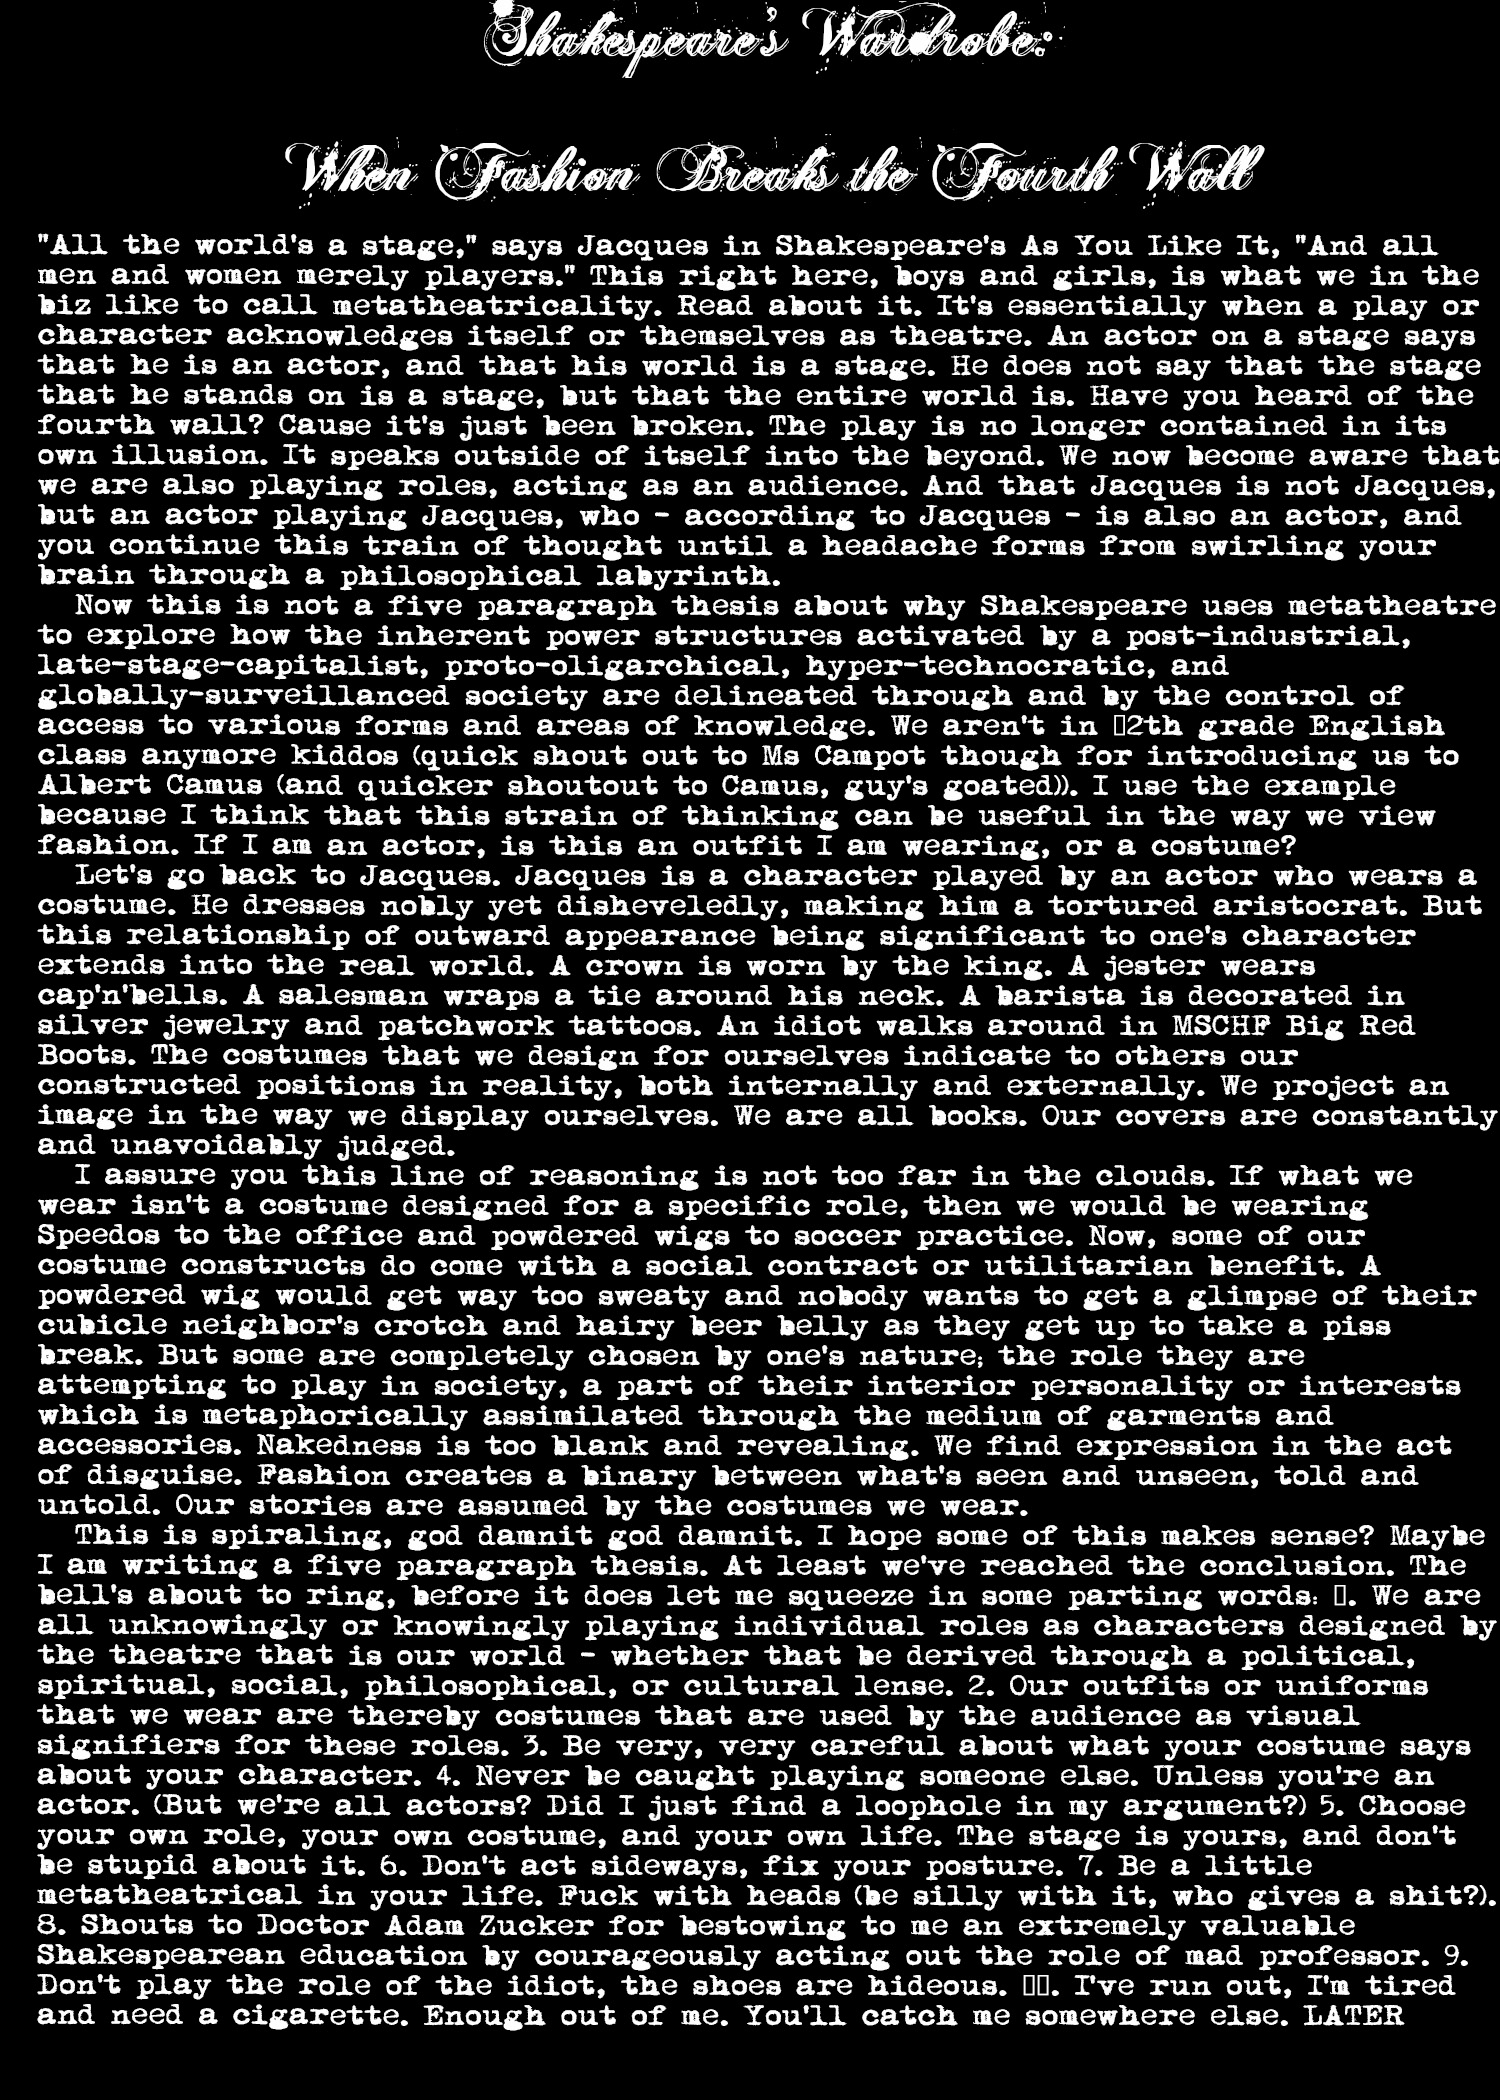 Shakespeare's Wardrobe:
When Fashion Breaks the Fourth Wall
"All the world's a stage," says Jacques in Shakespeare's As You Like It, "And all
men and women merely players." This right here, boys and girls, is what we in the
biz like to call metatheatricality. Read about it. It's essentially when a play or
character acknowledges itself or themselves as theatre. An actor on a stage says
that he is an actor, and that his world is a stage. He does not say that the stage
that he stands on is a stage, but that the entire world is. Have you heard of the
fourth wall? Cause it's just been broken. The play is no longer contained in its
own illusion. It speaks outside of itself into the beyond. We now become aware that
we are also playing roles, acting as an audience. And that Jacques is not Jacques,
but an actor playing Jacques, who - according to Jacques - is also an actor, and
you continue this train of thought until a headache forms from swirling your
brain through a philosophical labyrinth.
Now this is not a five paragraph thesis about why Shakespeare uses metatheatre
to explore how the inherent power structures activated by a post-industrial,
late-stage-capitalist, proto-oligarchical, hyper-technocratic, and
globally-surveillanced society are delineated through and by the control of
access to various forms and areas of knowledge. We aren't in ▯2th grade English
class anymore kiddos (quick shout out to Ms Campot though for introducing us to
Albert Camus (and quicker shoutout to Camus, guy's goated)). I use the example
because I think that this strain of thinking can be useful in the way we view
fashion. If I am an actor, is this an outfit I am wearing, or a costume?
Let's go back to Jacques. Jacques is a character played by an actor who wears a
costume. He dresses nobly yet disheveledly, making him a tortured aristocrat. But
this relationship of outward appearance being significant to one's character
extends into the real world. A crown is worn by the king. A jester wears
cap'n'bells. A salesman wraps a tie around his neck. A barista is decorated in
silver jewelry and patchwork tattoos. An idiot walks around in MSCHF Big Red
Boots. The costumes that we design for ourselves indicate to others our
constructed positions in reality, both internally and externally. We project an
image in the way we display ourselves. We are all books. Our covers are constantly
and unavoidably judged.
I assure you this line of reasoning is not too far in the clouds. If what we
wear isn't a costume designed for a specific role, then we would be wearing
Speedos to the office and powdered wigs to soccer practice. Now, some of our
costume constructs do come with a social contract or utilitarian benefit. A
powdered wig would get way too sweaty and nobody wants to get a glimpse of their
cubicle neighbor's crotch and hairy beer belly as they get up to take a piss
break. But some are completely chosen by one's nature; the role they are
attempting to play in society, a part of their interior personality or interests
which is metaphorically assimilated through the medium of garments and
accessories. Nakedness is too blank and revealing. We find expression in the act
of disguise. Fashion creates a binary between what's seen and unseen, told and
untold. Our stories are assumed by the costumes we wear.
This is spiraling, god damnit god damnit. I hope some of this makes sense? Maybe
I am writing a five paragraph thesis. At least we've reached the conclusion. The
bell's about to ring, before it does let me squeeze in some parting words: ▯. We are
all unknowingly or knowingly playing individual roles as characters designed by
the theatre that is our world - whether that be derived through a political,
spiritual, social, philosophical, or cultural lense. 2. Our outfits or uniforms
that we wear are thereby costumes that are used by the audience as visual
signifiers for these roles. 3. Be very, very careful about what your costume says
about your character. 4. Never be caught playing someone else. Unless you're an
actor. (But we're all actors? Did I just find a loophole in my argument?) 5. Choose
your own role, your own costume, and your own life. The stage is yours, and don't
be stupid about it. 6. Don't act sideways, fix your posture. 7. Be a little
metatheatrical in your life. Fuck with heads (be silly with it, who gives a shit?).
8. Shouts to Doctor Adam Zucker for bestowing to me an extremely valuable
Shakespearean education by courageously acting out the role of mad professor. 9.
Don't play the role of the idiot, the shoes are hideous. ▯▯. I've run out, I'm tired
and need a cigarette. Enough out of me. You'll catch me somewhere else. LATER